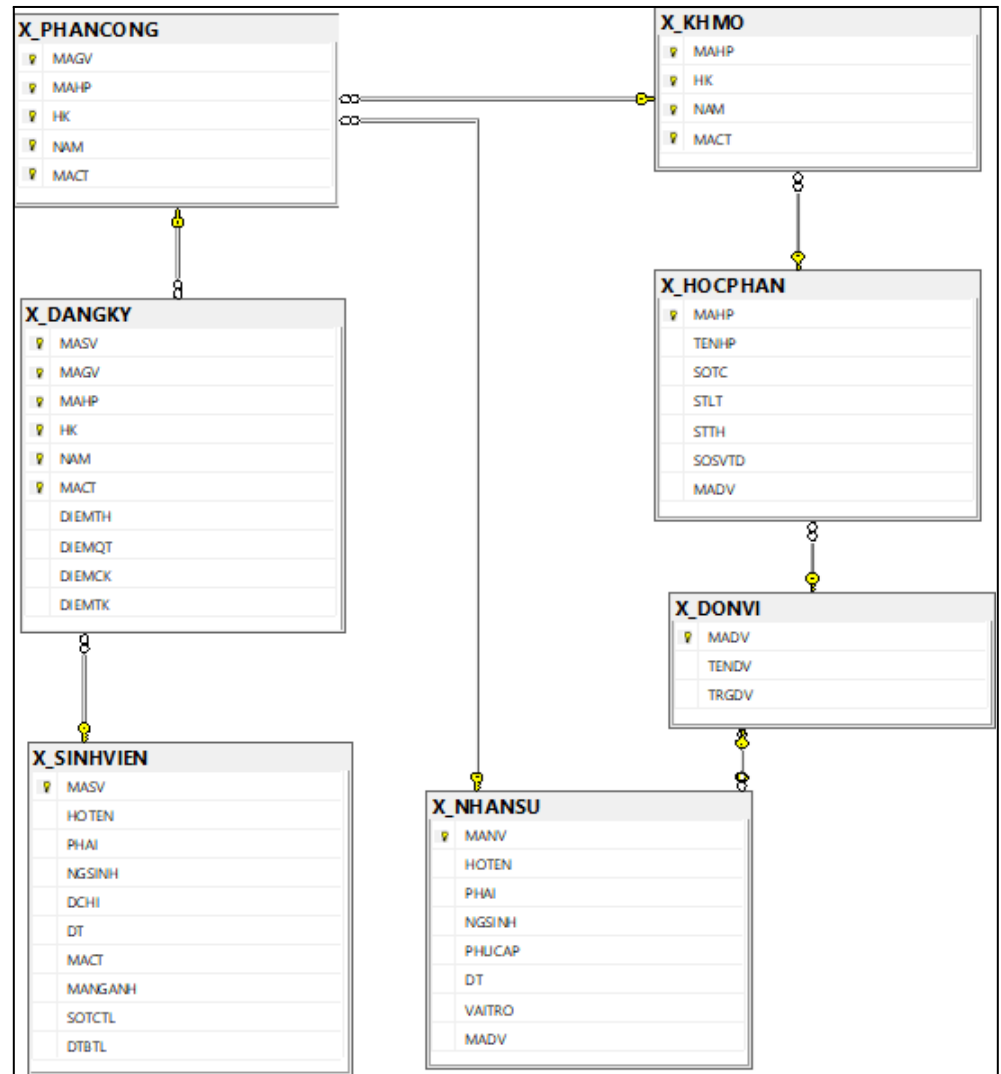 X_PHANCONG
MAGV
MAHP
HK
NAM
MACT
X_KHMO
MAHP
HK
NAM
MACT
X_DANGKY
MASV
MAGV
MAHP
HK
NAM
MACT
DIEMTH
DIEMQT
DIEMCK
DIEMTK
X_HOCPHAN
MAHP
TENHP
SOTC
STLT
STTH
SOSVTD
MADV
X_DONVI
MADV
TENDV
TRGDV
X_SINHVIEN
MASV
HOTEN
PHAI
NGSINH
DCHI
DT
MACT
MANGANH
SOTCTL
DTBTL
X_NHANSU
MANV
HOTEN
PHAI
NGSINH
PHUCAP
DT
VAITRO
MADV